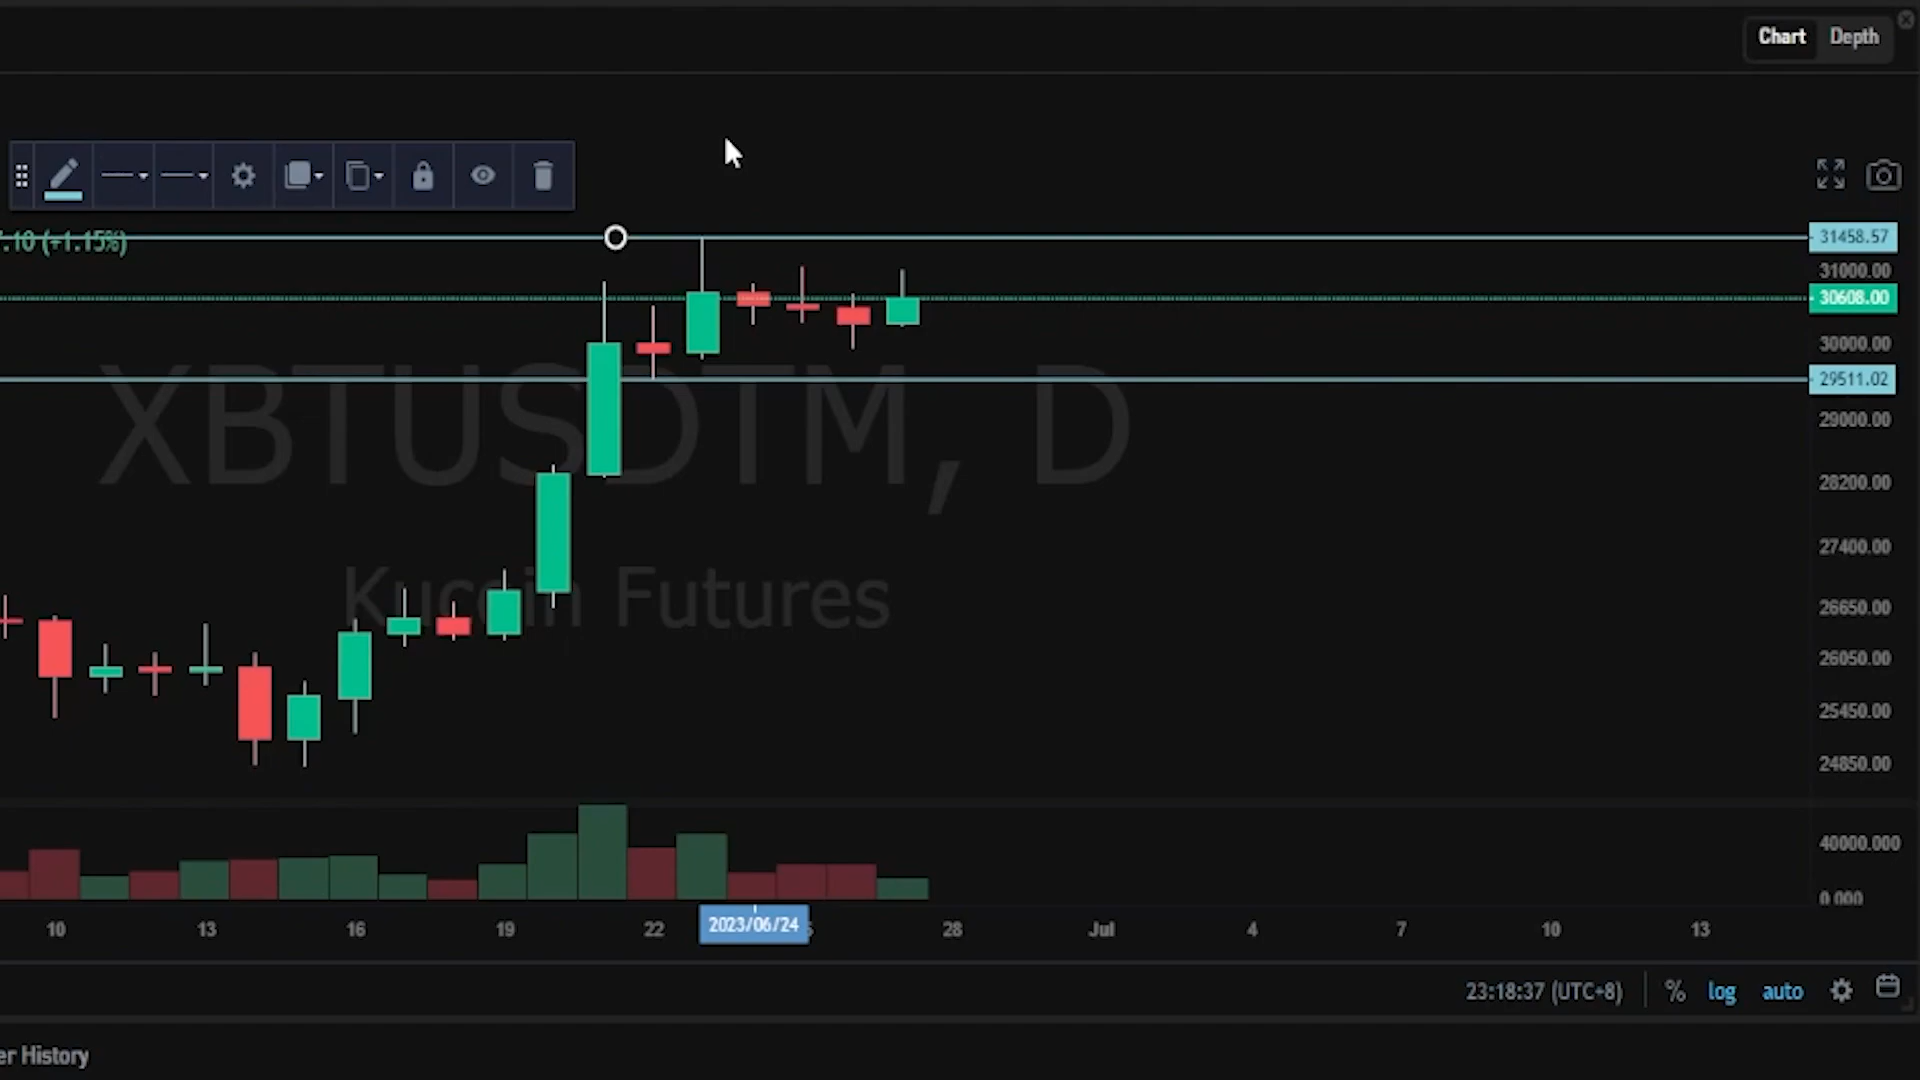 Chart Depth
.10 (+1.15%)
31458.57
31000.00
30608.00
30000.00
29511.02
29000.00
28200.00
27400.00
26650.00
26050.00
25450.00
24850.00
XBTUSDTM, D
Kucoin Futures
40000.000
0.000
10 13 16 19 22 2023/06/24 28 Jul 4 7 10 13
23:18:37 (UTC+8) % log auto
er History